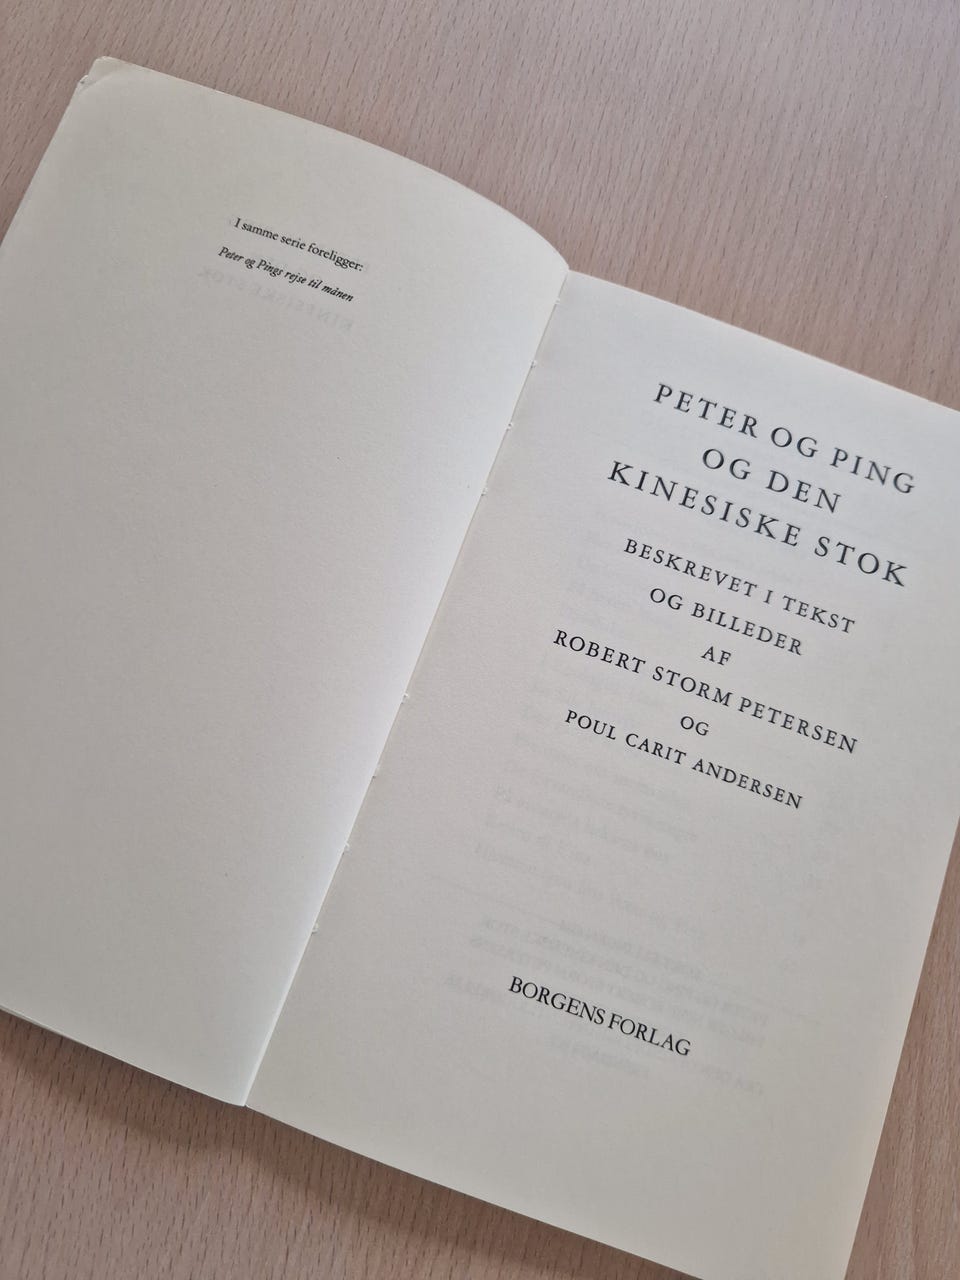 I samme serie foreligger:
Peter og Pings rejse til månen
PETER OG PING
OG DEN
KINESISKE STOK
BESKREVET I TEKST
OG BILLEDER
AF
ROBERT STORM PETERSEN
OG
POUL CARIT ANDERSEN
BORGENS FORLAG